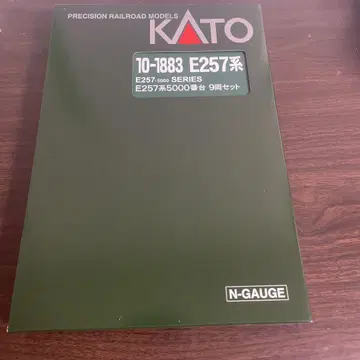 PRECISION RAILROAD MODELS
KATO
10-1883 E257系
E257-5000 SERIES
E257系5000番台 9両セット
N-GAUGE